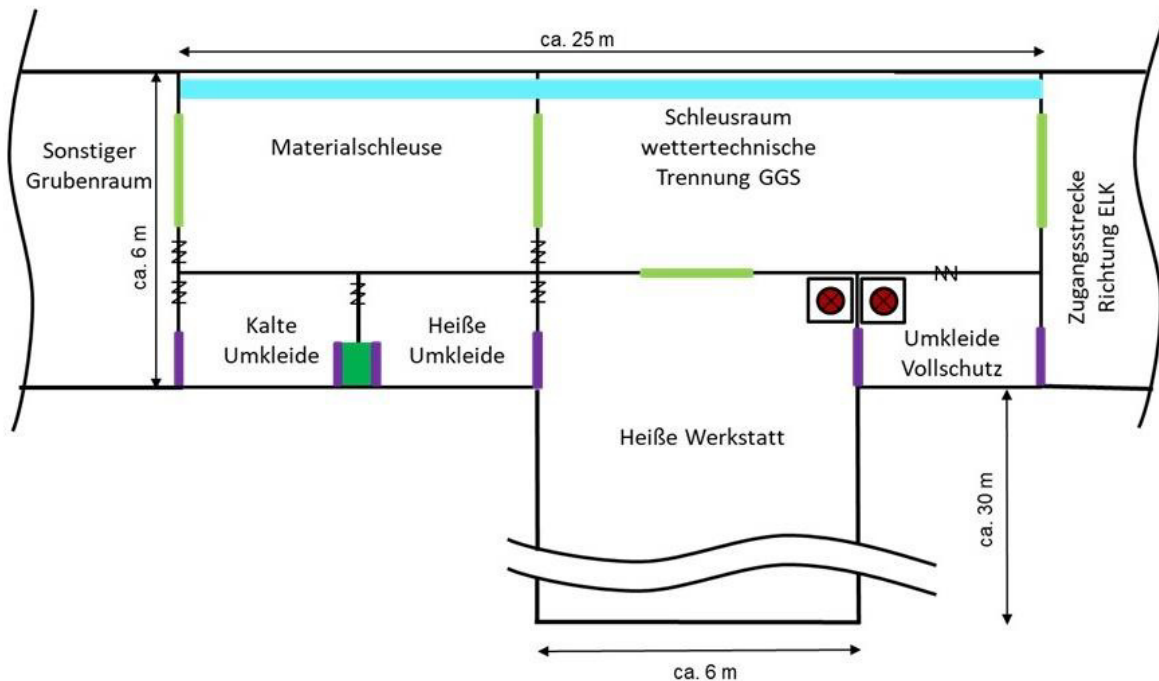 ca. 25 m
Sonstiger
Grubenraum
Materialschleuse
Schleusraum
wettertechnische
Trennung GGS
Zugangsstrecke
Richtung ELK
ca. 6 m
Kalte
Umkleide
Heiße
Umkleide
Umkleide
Vollschutz
Heiße Werkstatt
ca. 30 m
ca. 6 m